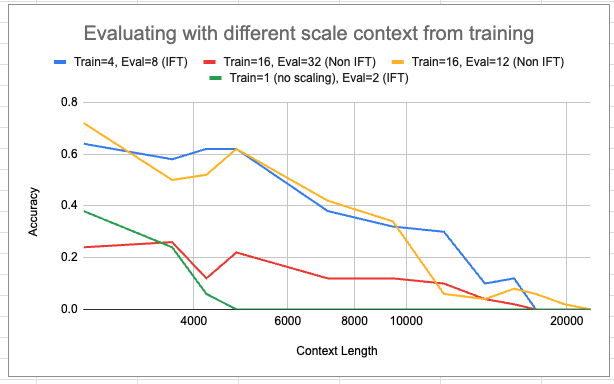 Evaluating with different scale context from training
Train=4, Eval=8 (IFT) Train=16, Eval=32 (Non IFT) Train=16, Eval=12 (Non IFT)
Train=1 (no scaling), Eval=2 (IFT)
0.8
0.6
0.4
0.2
0.0
Accuracy
4000 6000 8000 10000 20000
Context Length